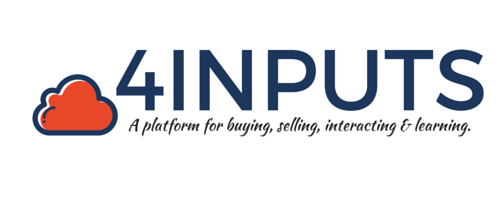 4INPUTS
A platform for buying, selling, interacting & learning.